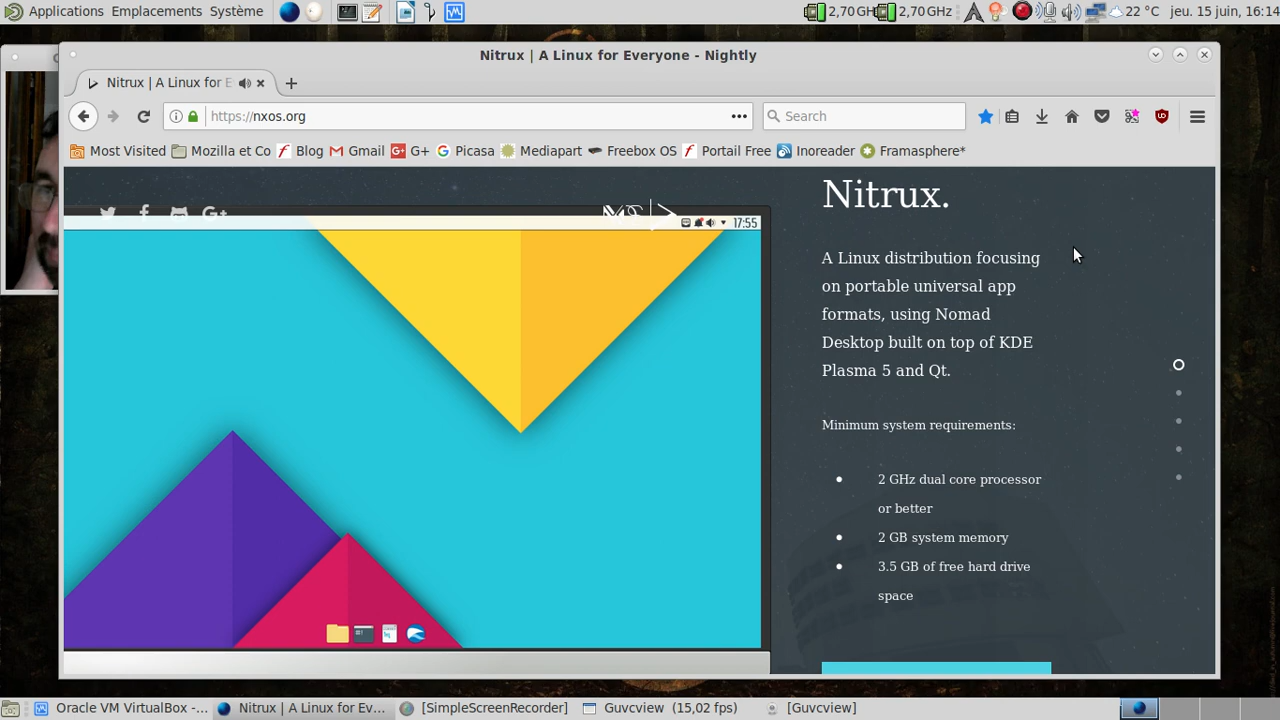 Applications Emplacements Système 2,70 GHz 2,70 GHz 22 °C jeu. 15 juin, 16:14
Nitrux | A Linux for Everyone - Nightly
Nitrux | A Linux for E
https://nxos.org Search
Most Visited Mozilla et Co Blog Gmail G+ Picasa Mediapart Freebox OS Portail Free Inoreader Framasphere*
17:55
Nitrux.
A Linux distribution focusing
on portable universal app
formats, using Nomad
Desktop built on top of KDE
Plasma 5 and Qt.
Minimum system requirements:
2 GHz dual core processor
or better
2 GB system memory
3.5 GB of free hard drive
space
Oracle VM VirtualBox -... Nitrux | A Linux for Ev... [SimpleScreenRecorder] Guvcview (15,02 fps) [Guvcview]